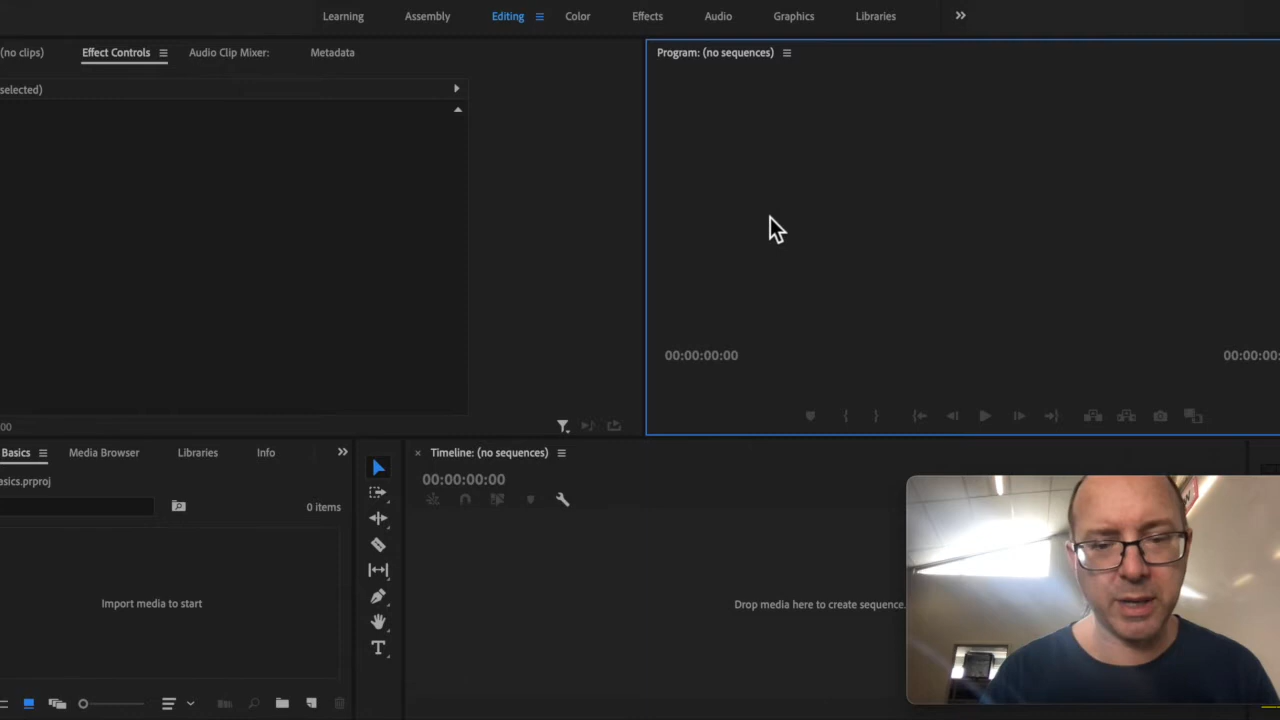 Learning Assembly Editing Color Effects Audio Graphics Libraries
(no clips) Effect Controls Audio Clip Mixer: Metadata
Program: (no sequences)
selected)
00:00:00:00 00:00:00:
00
Basics Media Browser Libraries Info
Timeline: (no sequences)
asics.prproj
00:00:00:00
0 items
Import media to start
Drop media here to create sequence.
T